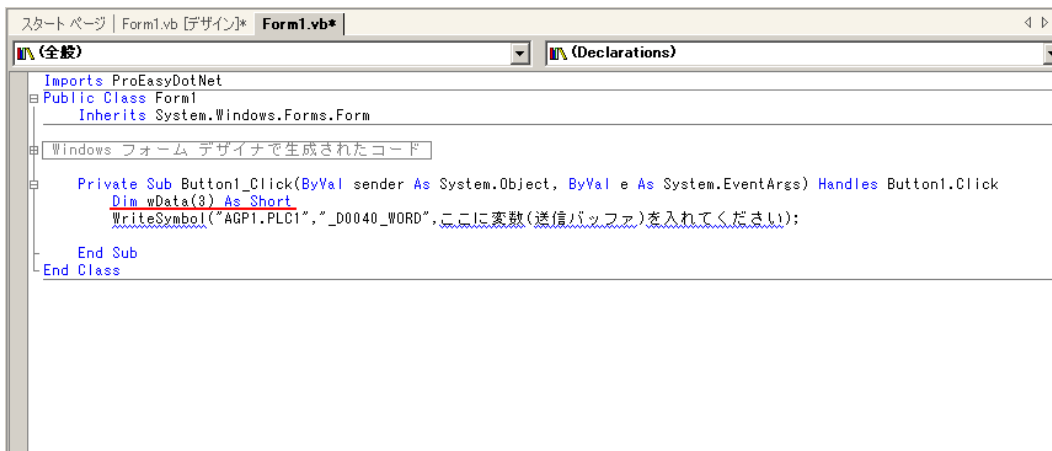 スタート ページ | Form1.vb [デザイン]* Form1.vb*
(全般) (Declarations)
Imports ProEasyDotNet
Public Class Form1
Inherits System.Windows.Forms.Form
Windows フォーム デザイナで生成されたコード
Private Sub Button1_Click(ByVal sender As System.Object, ByVal e As System.EventArgs) Handles Button1.Click
Dim wData(3) As Short
WriteSymbol("AGP1.PLC1","_D0040_WORD",ここに変数(送信バッファ)を入れてください);
End Sub
End Class